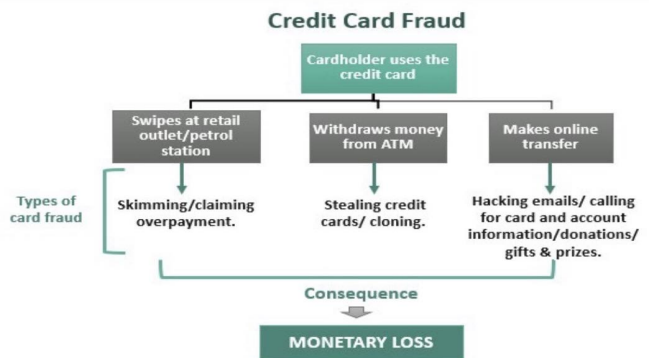 Credit Card Fraud
Cardholder uses the
credit card
Swipes at retail
outlet/petrol
station
Withdraws money
from ATM
Makes online
transfer
Types of
card fraud
Skimming/claiming
overpayment.
Stealing credit
cards/ cloning.
Hacking emails/ calling
for card and account
information/donations/
gifts & prizes.
Consequence
MONETARY LOSS